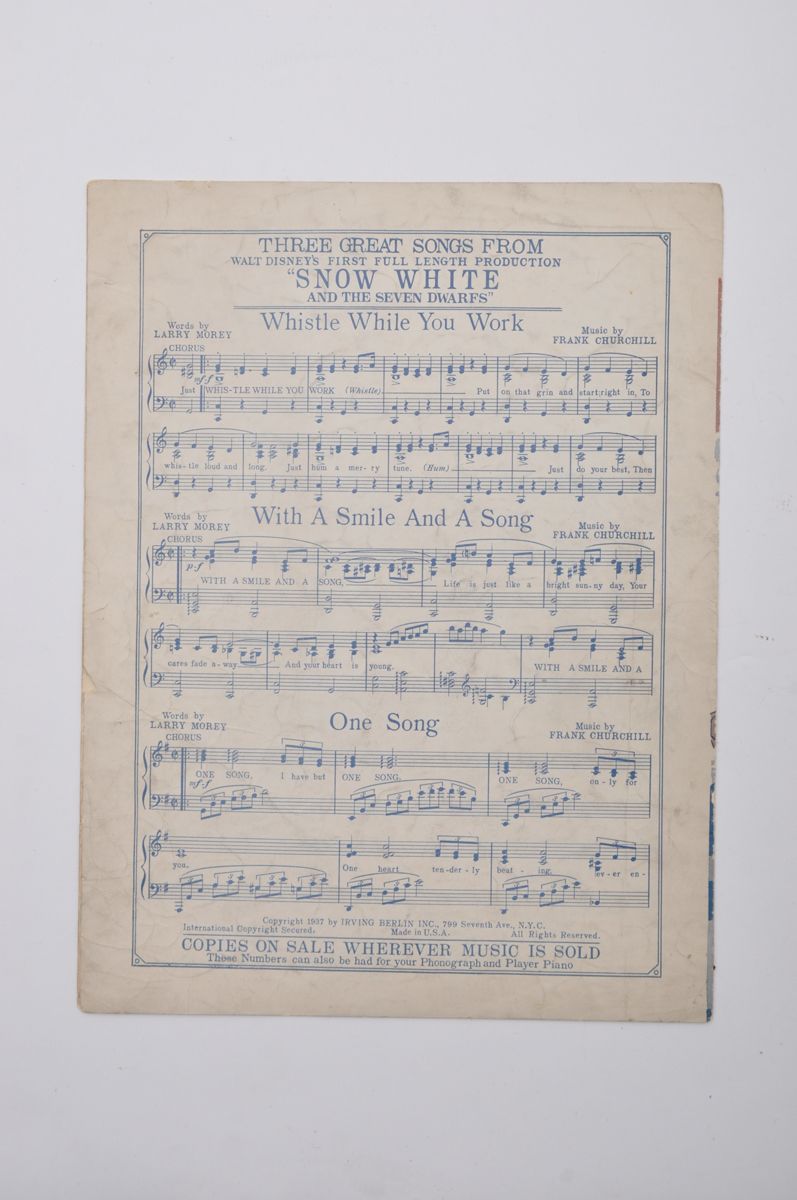 THREE GREAT SONGS FROM
WALT DISNEY'S FIRST FULL LENGTH PRODUCTION
"SNOW WHITE
AND THE SEVEN DWARFS"
Whistle While You Work
Words by
LARRY MOREY
Music by
FRANK CHURCHILL
CHORUS
mf-f
Just WHIS-TLE WHILE YOU WORK (Whistle) Put on that grin and start right in, To
whis-tle loud and long. Just hum a mer-ry tune. (Hum) Just do your best, Then
With A Smile And A Song
Words by
LARRY MOREY
Music by
FRANK CHURCHILL
CHORUS
p-f
WITH A SMILE AND A SONG, Life is just like a bright sun-ny day, Your
cares fade a-way And your heart is young. WITH A SMILE AND A
One Song
Words by
LARRY MOREY
Music by
FRANK CHURCHILL
CHORUS
ONE SONG, I have but ONE SONG. ONE SONG, on-ly for
mf-f
you. One heart ten-der-ly beat-ing, ev-er en-
Copyright 1937 by IRVING BERLIN INC., 799 Seventh Ave., N.Y.C.
International Copyright Secured. Made in U.S.A. All Rights Reserved.
COPIES ON SALE WHEREVER MUSIC IS SOLD
These Numbers can also be had for your Phonograph and Player Piano